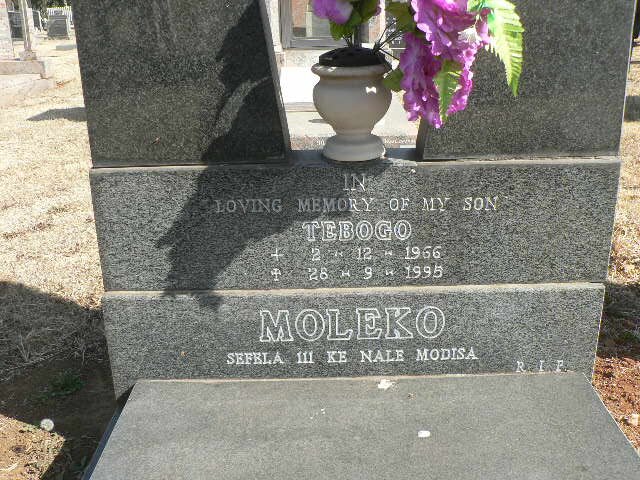 IN
LOVING MEMORY OF MY SON
TEBOGO
+ 2 - 12 - 1966
✝ 28 - 9 - 1995
MOLEKO
SEFELA 111 KE NALE MODISA
R.I.P.